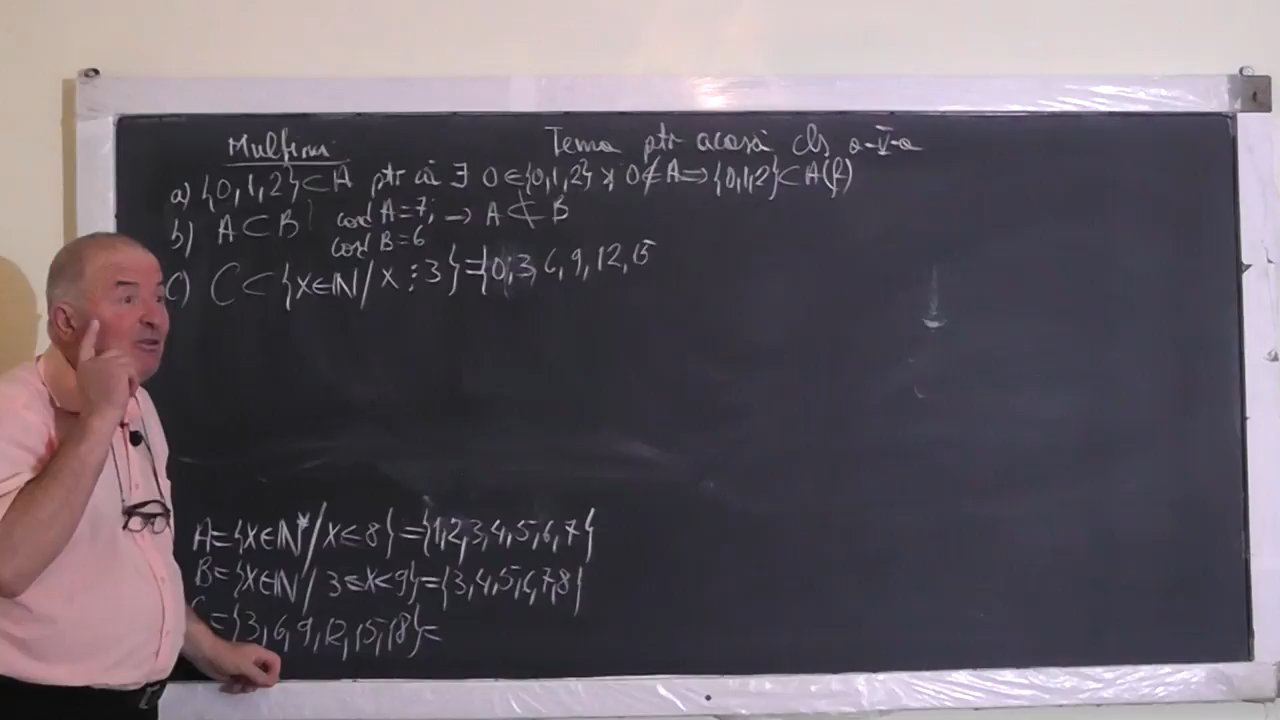 Mulțimi
Tema ptr acasă cls a-V-a
a) {0,1,2}⊂A ptr că ∃ 0∈{0,1,2} și 0∉A⇒{0,1,2}⊂A(F)
b) A⊂B card A=7; → A⊄B
card B=6
c) C⊂{x∈ℕ/x⋮3}={0,3,6,9,12,15
A={x∈ℕ*/x<8}={1,2,3,4,5,6,7}
B={x∈ℕ/3≤x<9}={3,4,5,6,7,8}
C={3,6,9,12,15,18}=